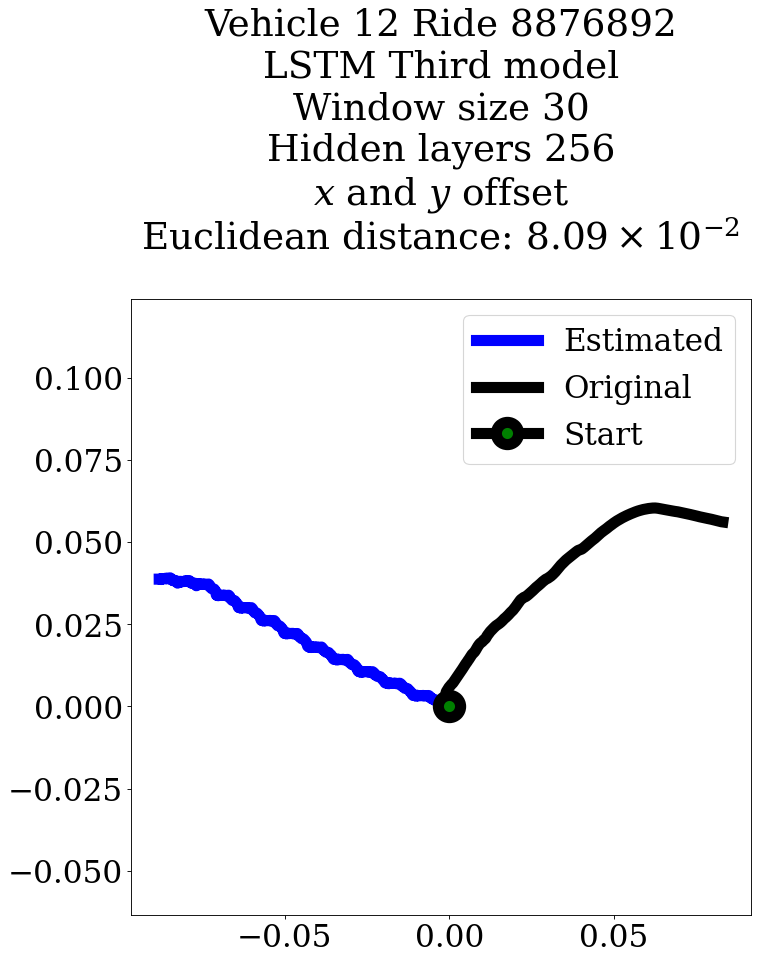 Vehicle 12 Ride 8876892
LSTM Third model
Window size 30
Hidden layers 256
x and y offset
Euclidean distance: 8.09 × 10⁻²
Estimated
Original
Start
0.100
0.075
0.050
0.025
0.000
−0.025
−0.050
−0.05 0.00 0.05